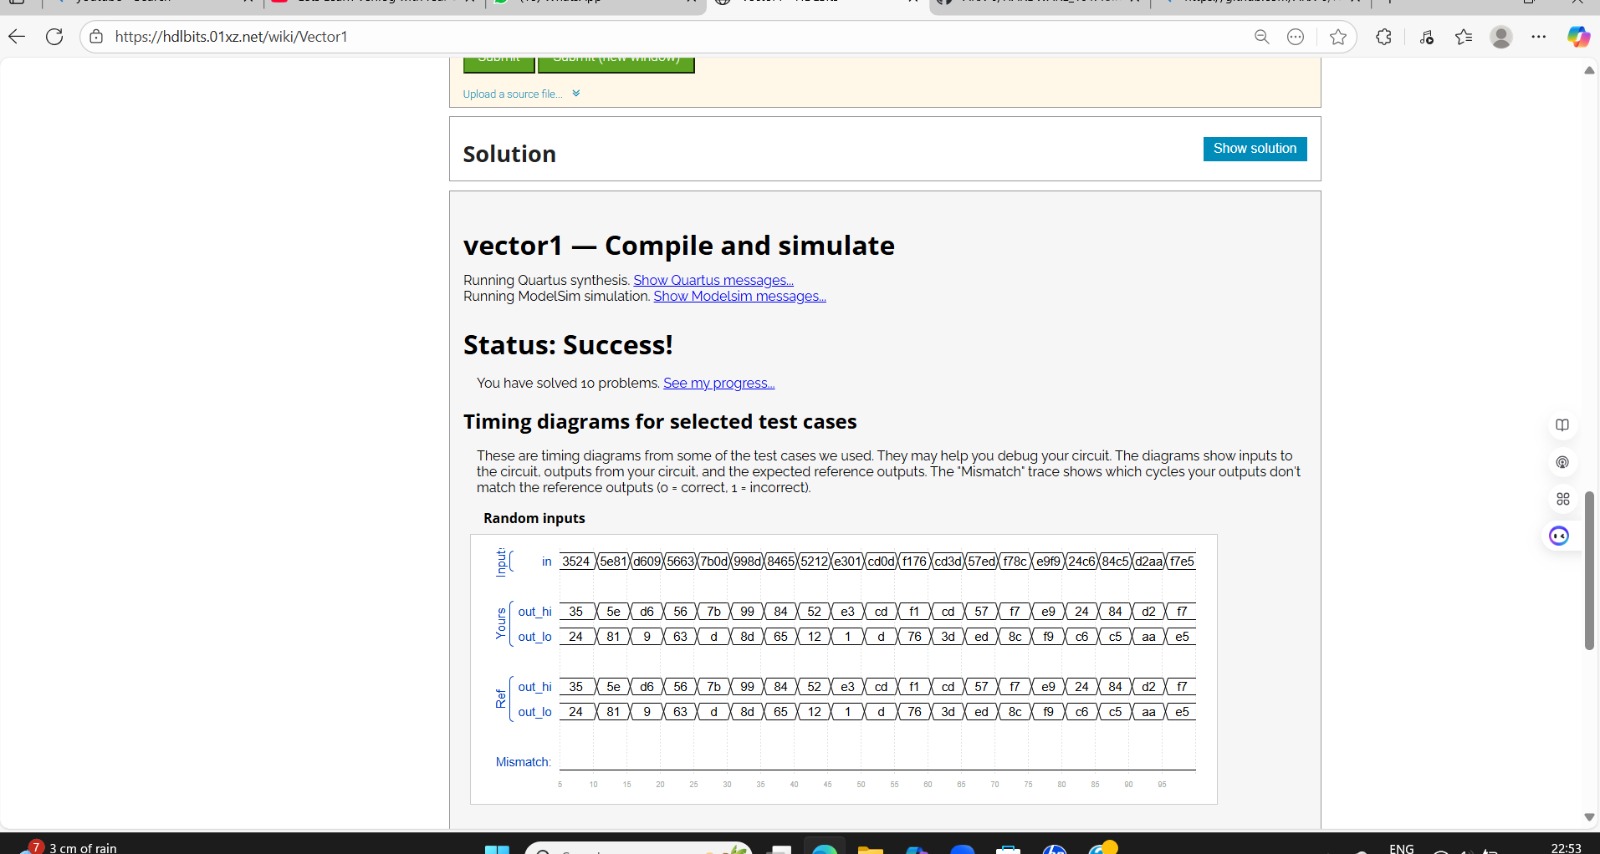 https://hdlbits.01xz.net/wiki/Vector1
Submit Submit (new window)
Upload a source file...
Solution
Show solution
vector1 — Compile and simulate
Running Quartus synthesis. Show Quartus messages...
Running ModelSim simulation. Show Modelsim messages...
Status: Success!
You have solved 10 problems. See my progress...
Timing diagrams for selected test cases
These are timing diagrams from some of the test cases we used. They may help you debug your circuit. The diagrams show inputs to
the circuit, outputs from your circuit, and the expected reference outputs. The "Mismatch" trace shows which cycles your outputs don't
match the reference outputs (0 = correct, 1 = incorrect).
Random inputs
Inputs in 3524 5e81 d609 5663 7b0d 998d 8465 5212 e301 cd0d f176 cd3d 57ed f78c e9f9 24c6 84c5 d2aa f7e5
Yours
out_hi 35 5e d6 56 7b 99 84 52 e3 cd f1 cd 57 f7 e9 24 84 d2 f7
out_lo 24 81 9 63 d 8d 65 12 1 d 76 3d ed 8c f9 c6 c5 aa e5
Ref
out_hi 35 5e d6 56 7b 99 84 52 e3 cd f1 cd 57 f7 e9 24 84 d2 f7
out_lo 24 81 9 63 d 8d 65 12 1 d 76 3d ed 8c f9 c6 c5 aa e5
Mismatch:
5 10 15 20 25 30 35 40 45 50 55 60 65 70 75 80 85 90 95
7 3 cm of rain
ENG
22:53